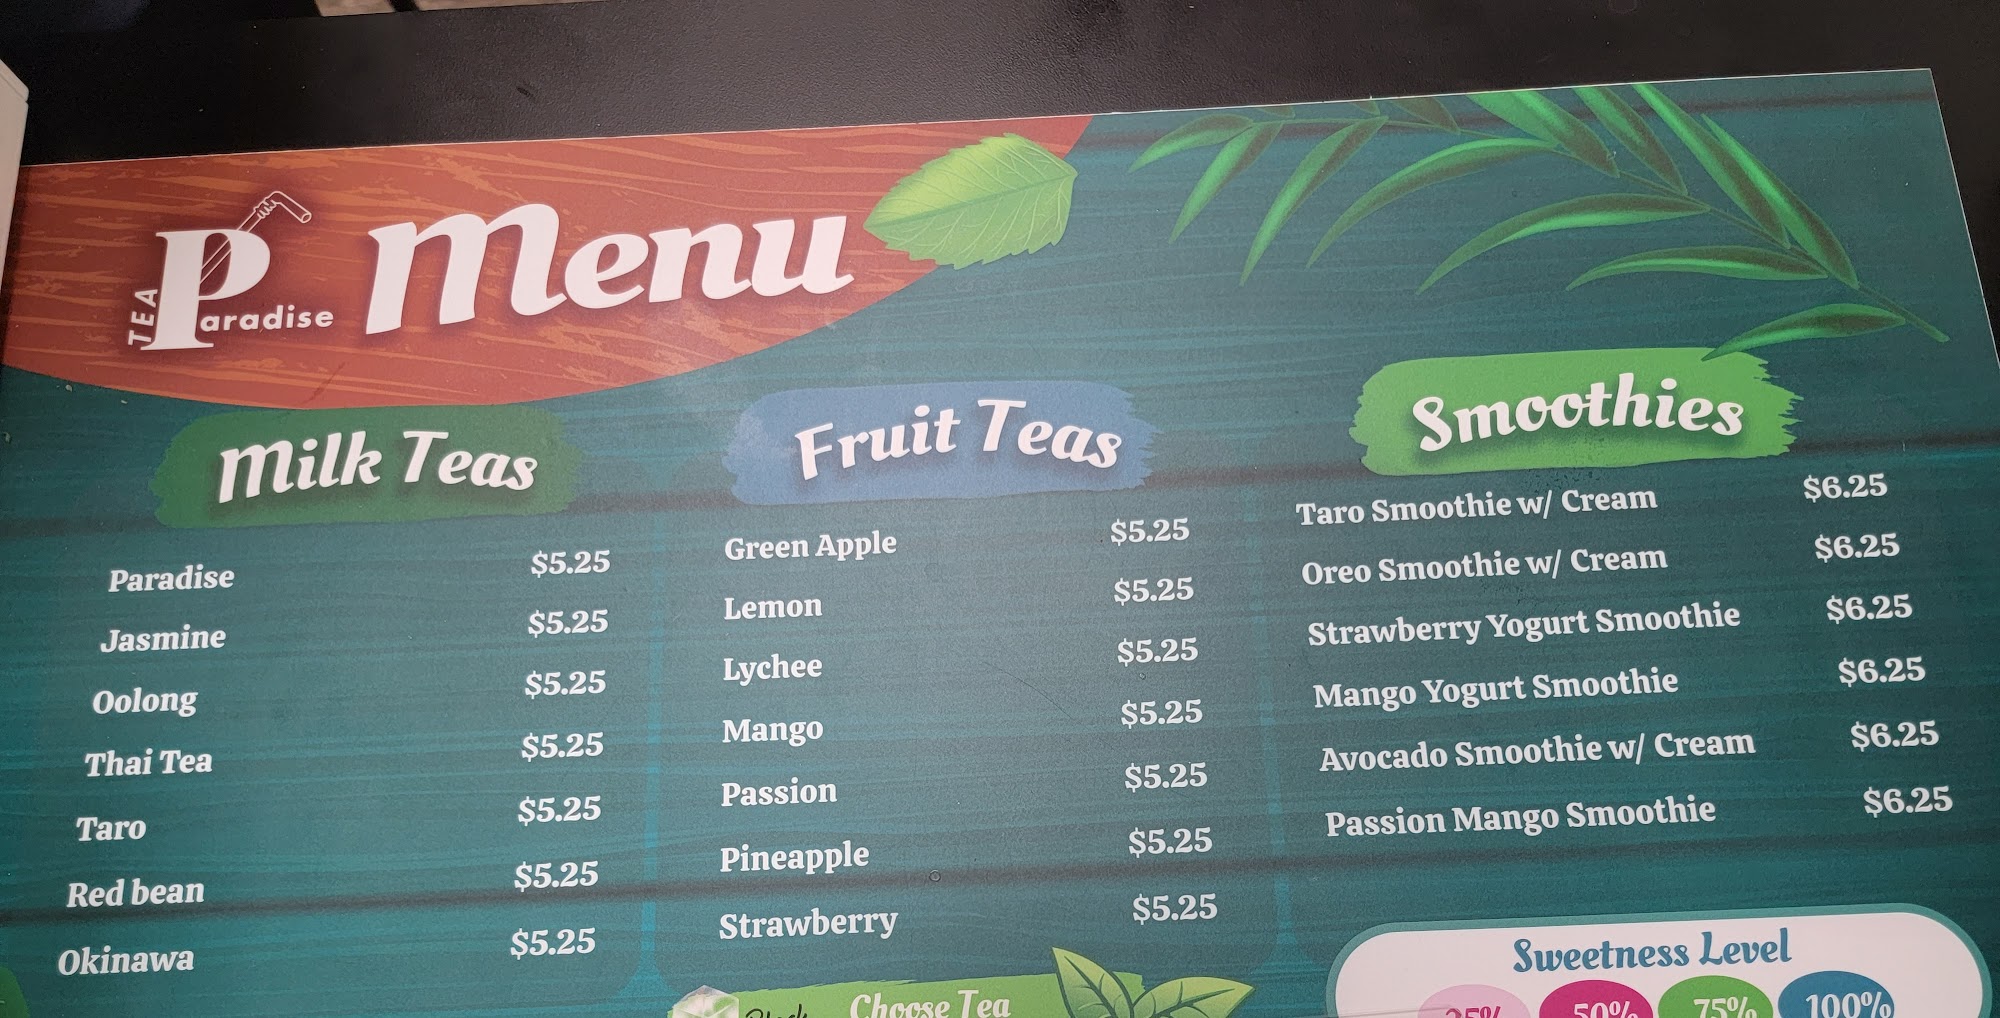 TEA Paradise Menu
Milk Teas
Paradise $5.25
Jasmine $5.25
Oolong $5.25
Thai Tea $5.25
Taro $5.25
Red bean $5.25
Okinawa $5.25
Fruit Teas
Green Apple $5.25
Lemon $5.25
Lychee $5.25
Mango $5.25
Passion $5.25
Pineapple $5.25
Strawberry $5.25
Choose Tea
Smoothies
Taro Smoothie w/ Cream $6.25
Oreo Smoothie w/ Cream $6.25
Strawberry Yogurt Smoothie $6.25
Mango Yogurt Smoothie $6.25
Avocado Smoothie w/ Cream $6.25
Passion Mango Smoothie $6.25
Sweetness Level
25% 50% 75% 100%